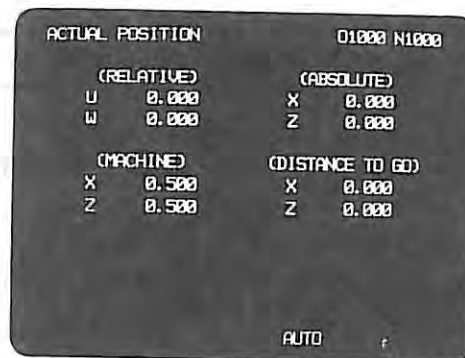 ACTUAL POSITION O1000 N1000
(RELATIVE) (ABSOLUTE)
U 0.000 X 0.000
W 0.000 Z 0.000
(MACHINE) (DISTANCE TO GO)
X 0.500 X 0.000
Z 0.500 Z 0.000
AUTO